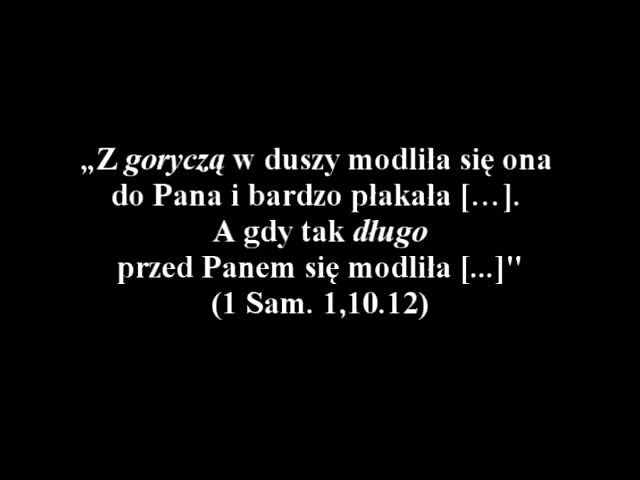 „Z goryczą w duszy modliła się ona
do Pana i bardzo płakała […].
A gdy tak długo
przed Panem się modliła [...]"
(1 Sam. 1,10.12)